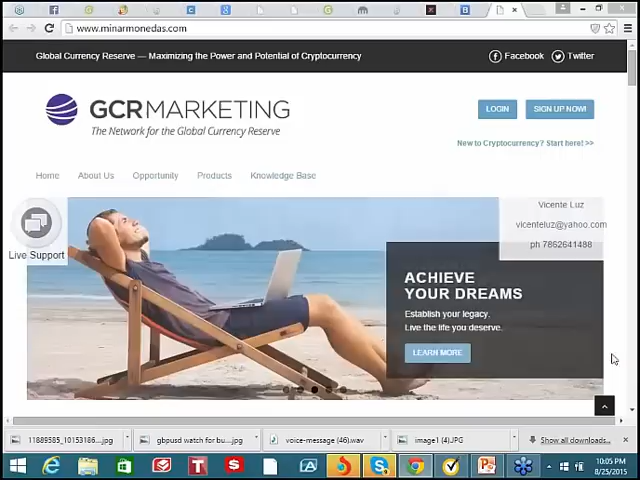 www.minarmonedas.com
Global Currency Reserve — Maximizing the Power and Potential of Cryptocurrency
Facebook
Twitter
GCRMARKETING
The Network for the Global Currency Reserve
LOGIN
SIGN UP NOW!
New to Cryptocurrency? Start here! >>
Home
About Us
Opportunity
Products
Knowledge Base
Vicente Luz
vicenteluz@yahoo.com
ph 7862641488
Live Support
ACHIEVE
YOUR DREAMS
Establish your legacy.
Live the life you deserve.
LEARN MORE
11889585_10153186....jpg
gbpusd watch for bu....jpg
voice-message (46).wav
image1 (4).JPG
Show all downloads...
10:05 PM
8/25/2015